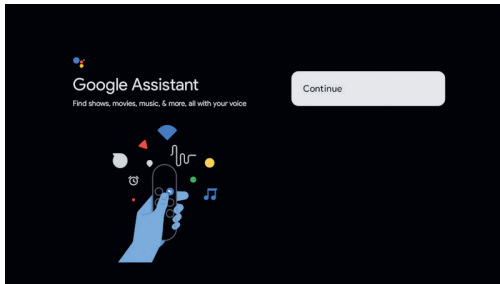 Google Assistant
Find shows, movies, music, & more, all with your voice
Continue